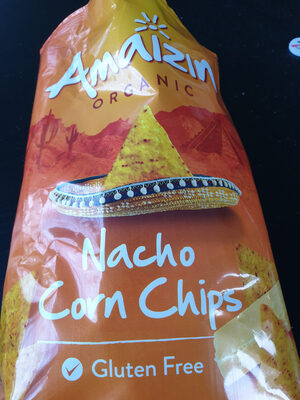 Amaizin
ORGANIC
Nacho
Corn Chips
Gluten Free